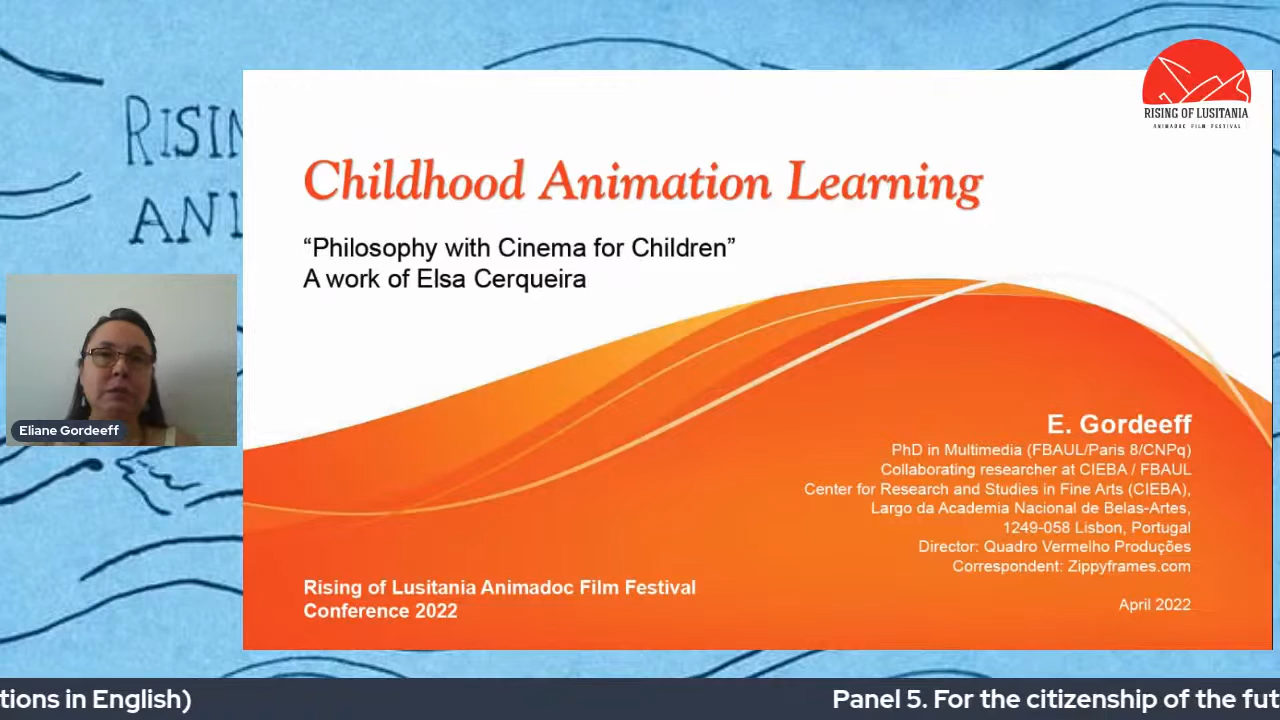 RISIN
ANI
RISING OF LUSITANIA
ANIMADOC FILM FESTIVAL
Childhood Animation Learning
“Philosophy with Cinema for Children”
A work of Elsa Cerqueira
Eliane Gordeeff
E. Gordeeff
PhD in Multimedia (FBAUL/Paris 8/CNPq)
Collaborating researcher at CIEBA / FBAUL
Center for Research and Studies in Fine Arts (CIEBA),
Largo da Academia Nacional de Belas-Artes,
1249-058 Lisbon, Portugal
Director: Quadro Vermelho Produções
Correspondent: Zippyframes.com
April 2022
Rising of Lusitania Animadoc Film Festival
Conference 2022
tions in English) Panel 5. For the citizenship of the fut